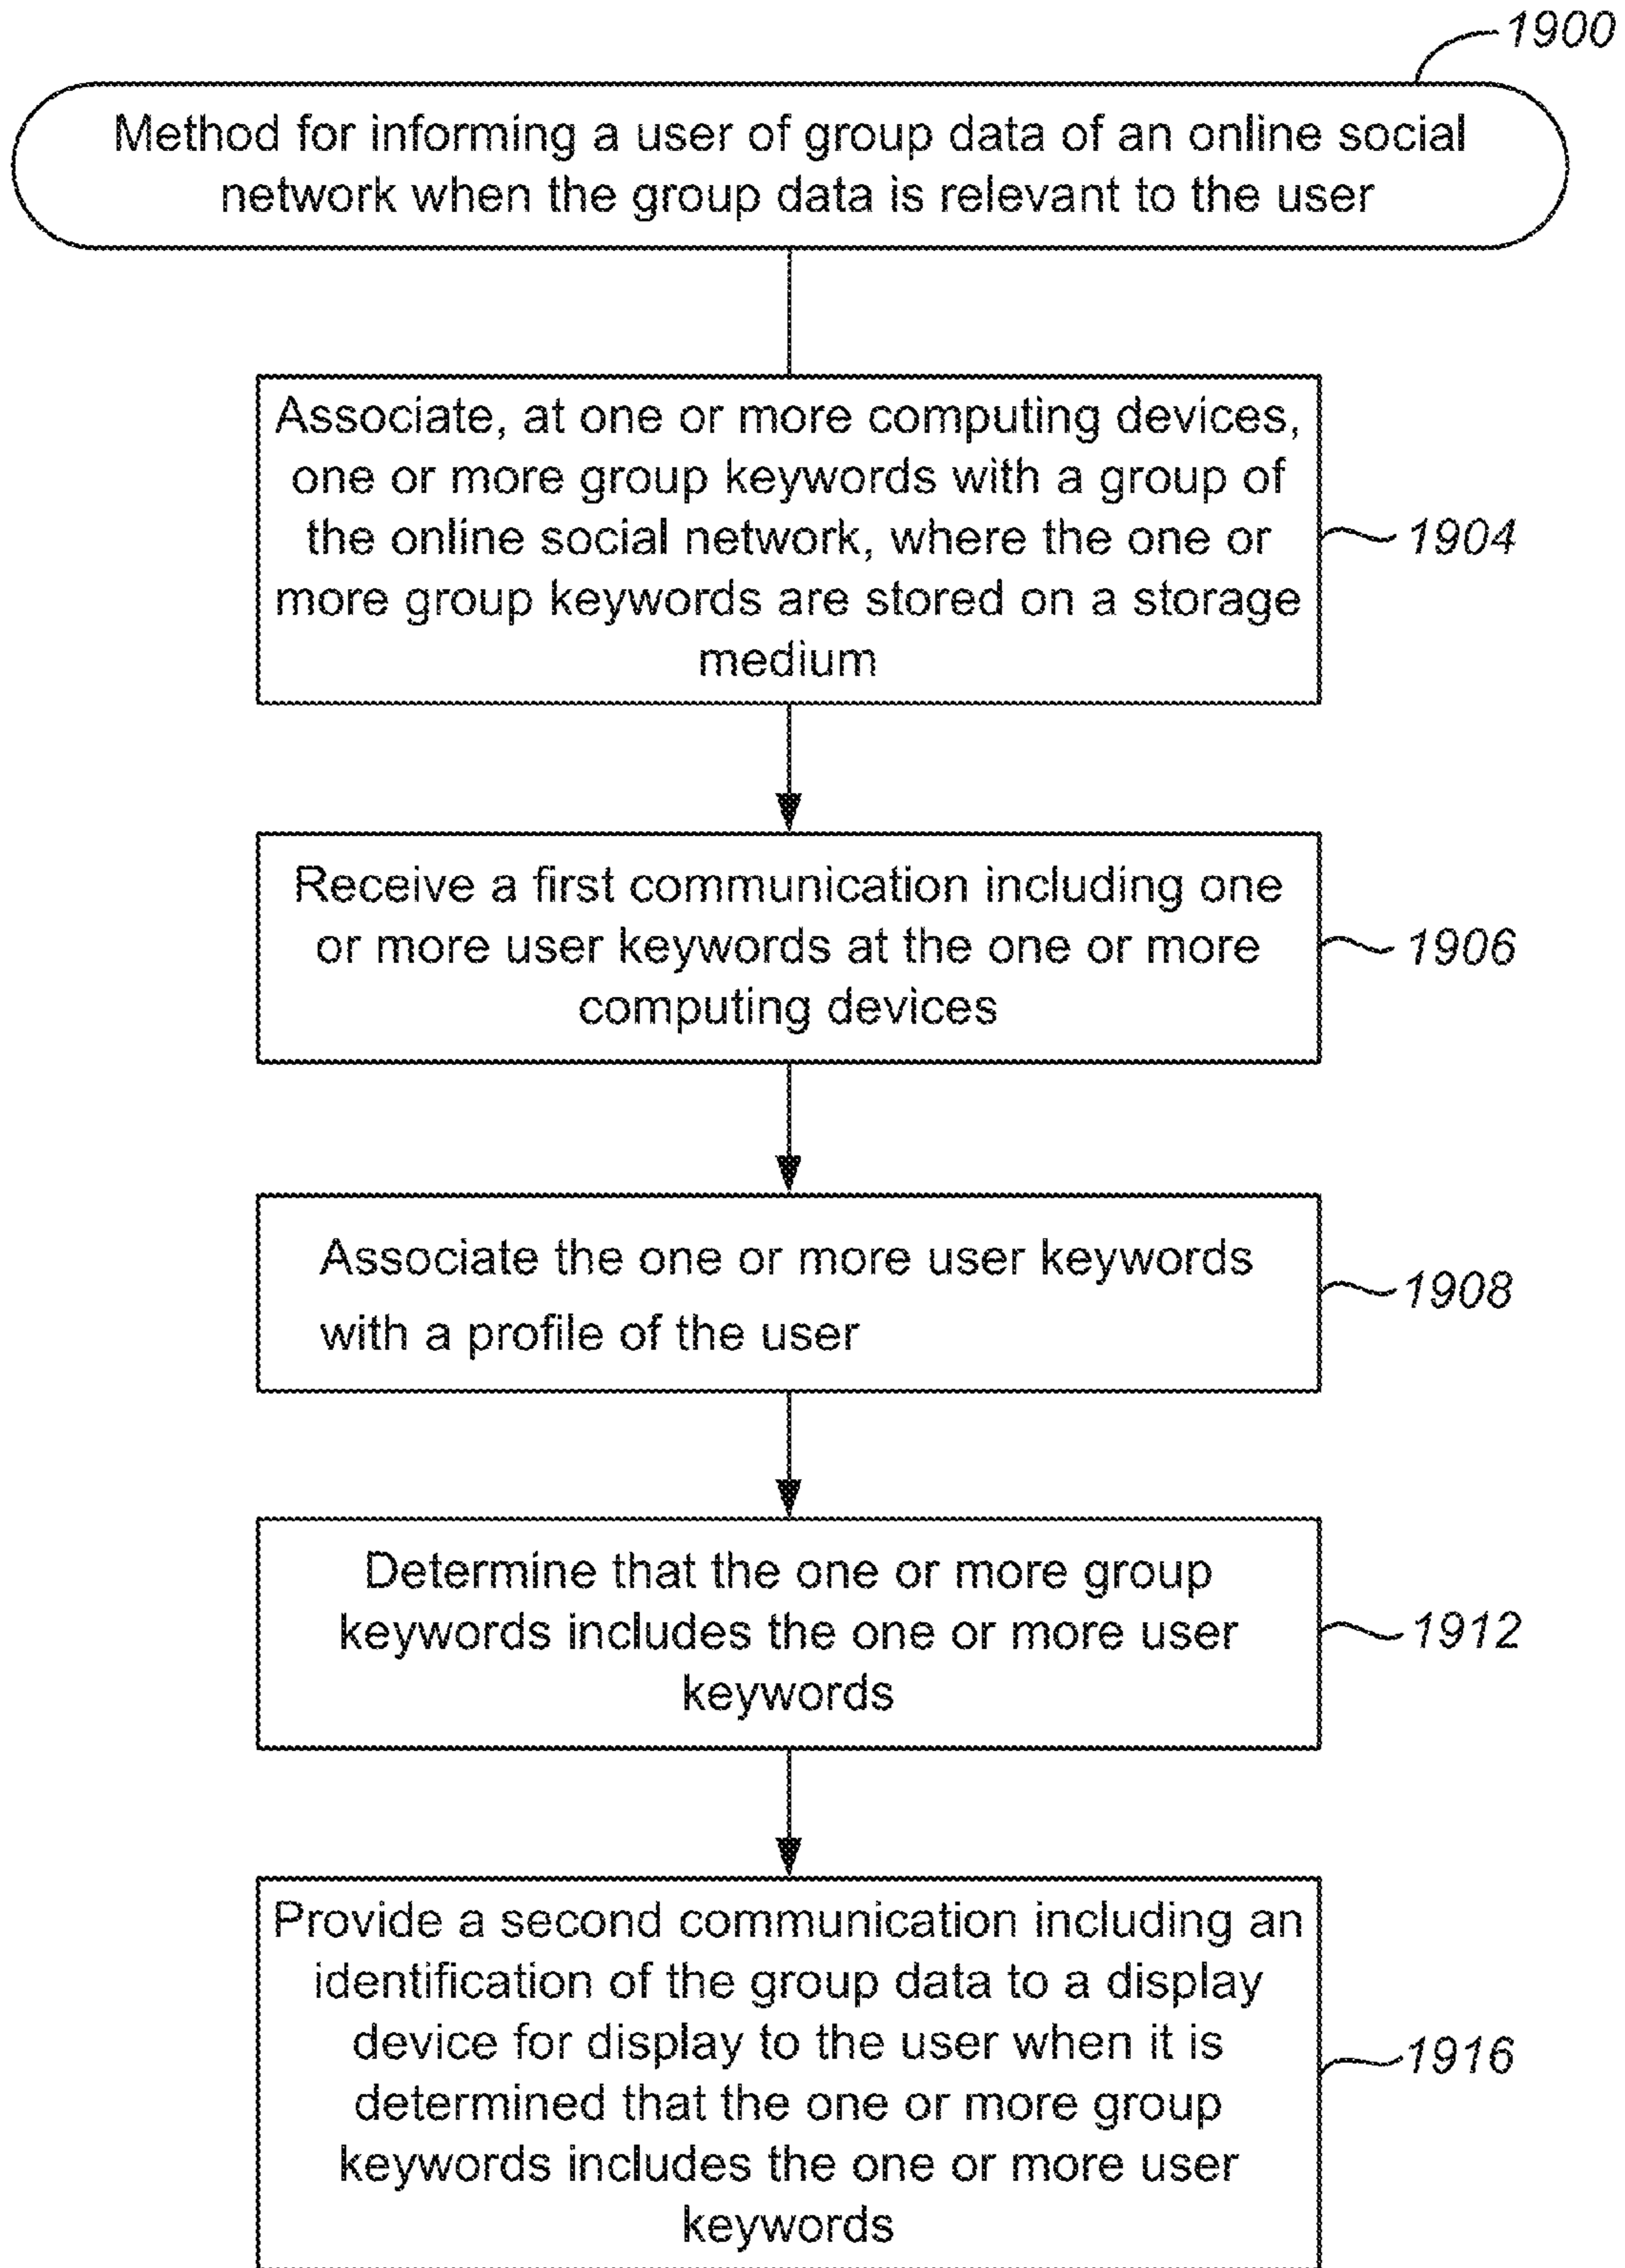 1900
Method for informing a user of group data of an online social
network when the group data is relevant to the user
Associate, at one or more computing devices,
one or more group keywords with a group of
the online social network, where the one or
more group keywords are stored on a storage
medium
1904
Receive a first communication including one
or more user keywords at the one or more
computing devices
1906
Associate the one or more user keywords
with a profile of the user
1908
Determine that the one or more group
keywords includes the one or more user
keywords
1912
Provide a second communication including an
identification of the group data to a display
device for display to the user when it is
determined that the one or more group
keywords includes the one or more user
keywords
1916